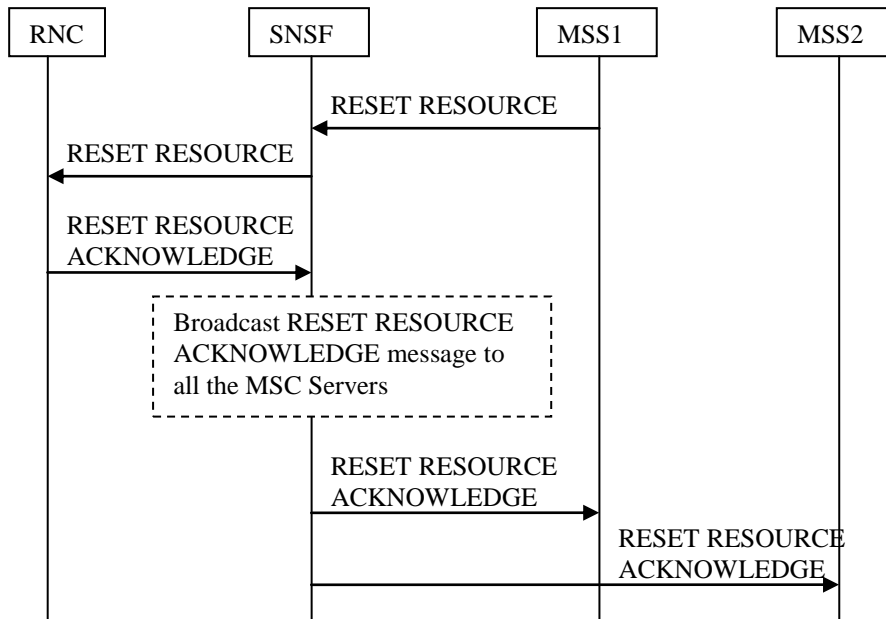 RNC
SNSF
MSS1
MSS2
RESET RESOURCE
RESET RESOURCE
RESET RESOURCE
ACKNOWLEDGE
Broadcast RESET RESOURCE
ACKNOWLEDGE message to
all the MSC Servers
RESET RESOURCE
ACKNOWLEDGE
RESET RESOURCE
ACKNOWLEDGE